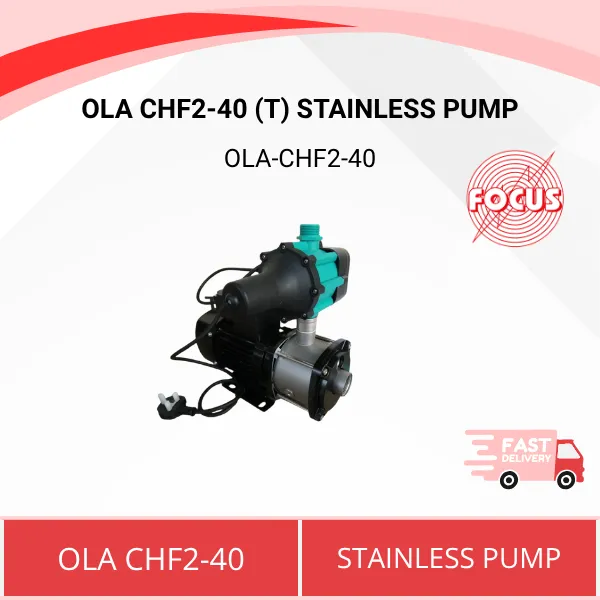 OLA CHF2-40 (T) STAINLESS PUMP
OLA-CHF2-40
FOCUS
FAST
DELIVERY
OLA CHF2-40
STAINLESS PUMP